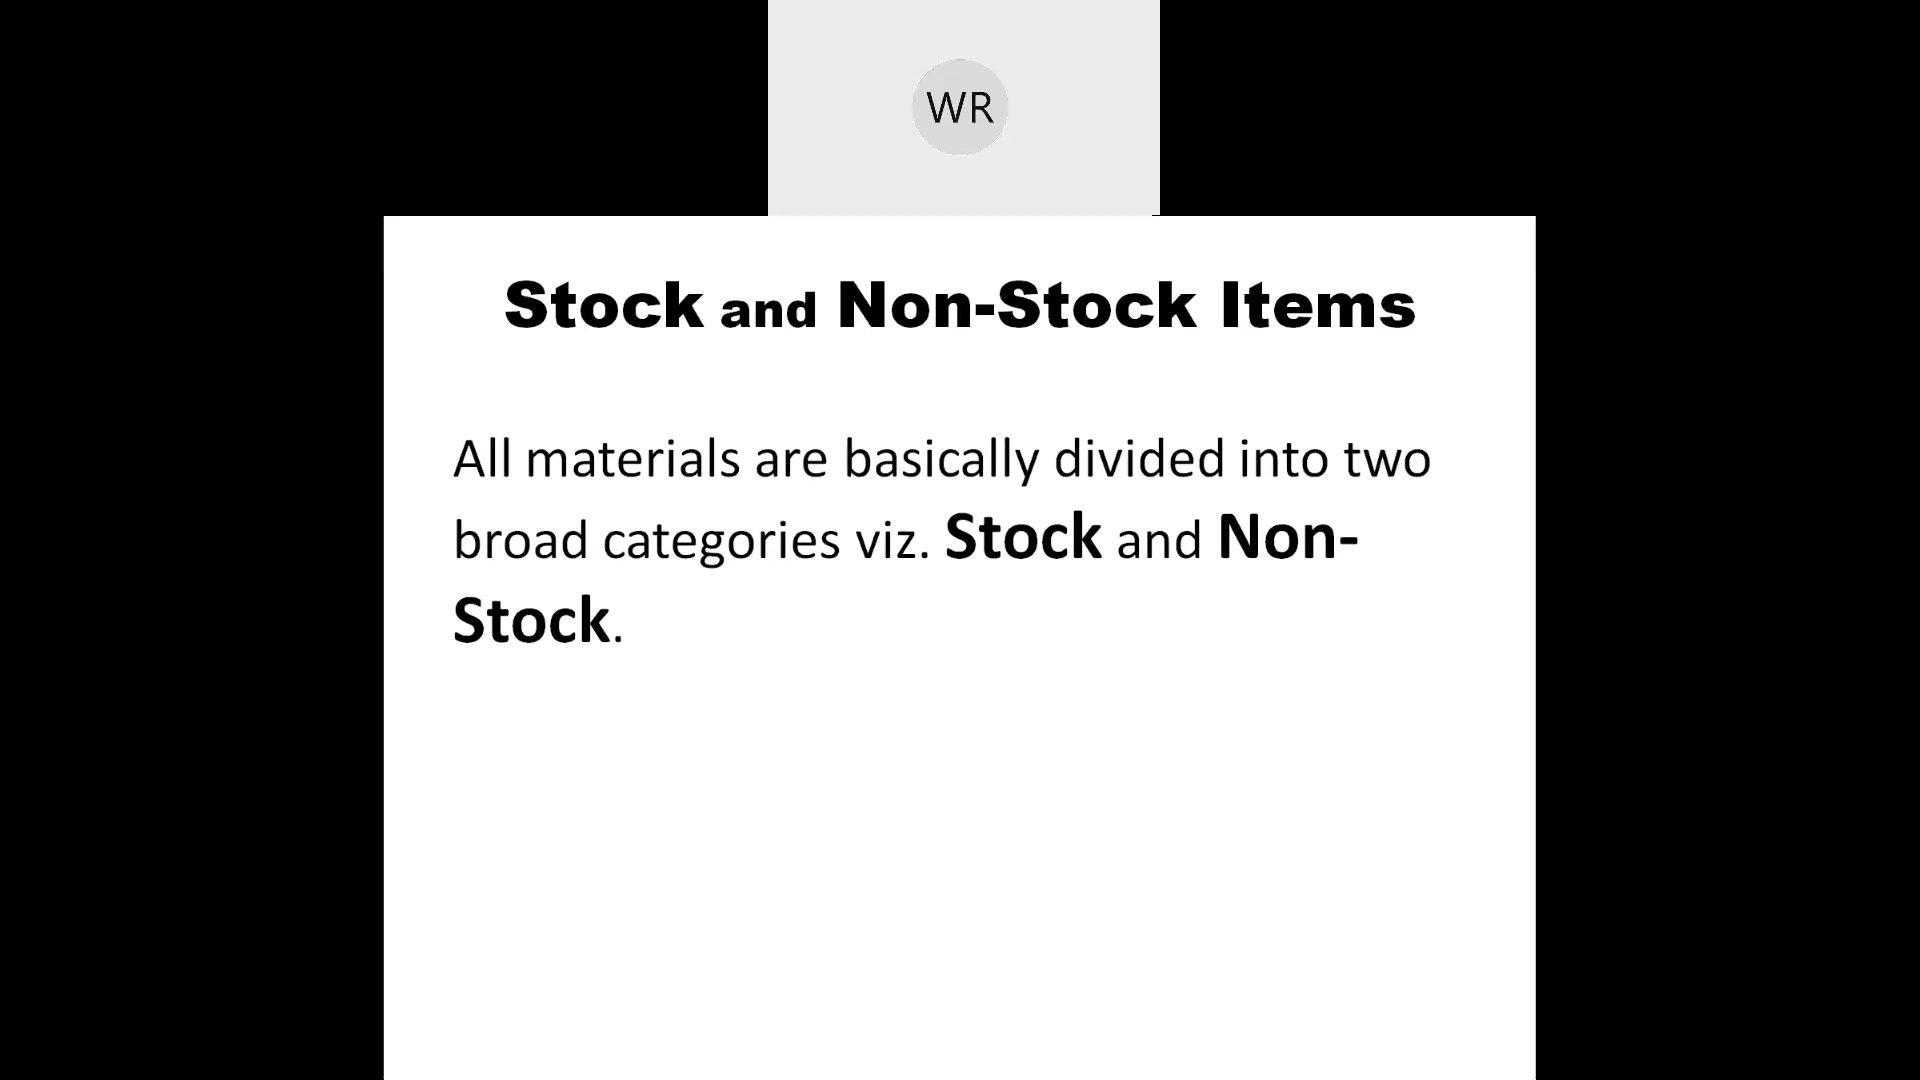 WR
Stock and Non-Stock Items
All materials are basically divided into two
broad categories viz. Stock and Non-
Stock.